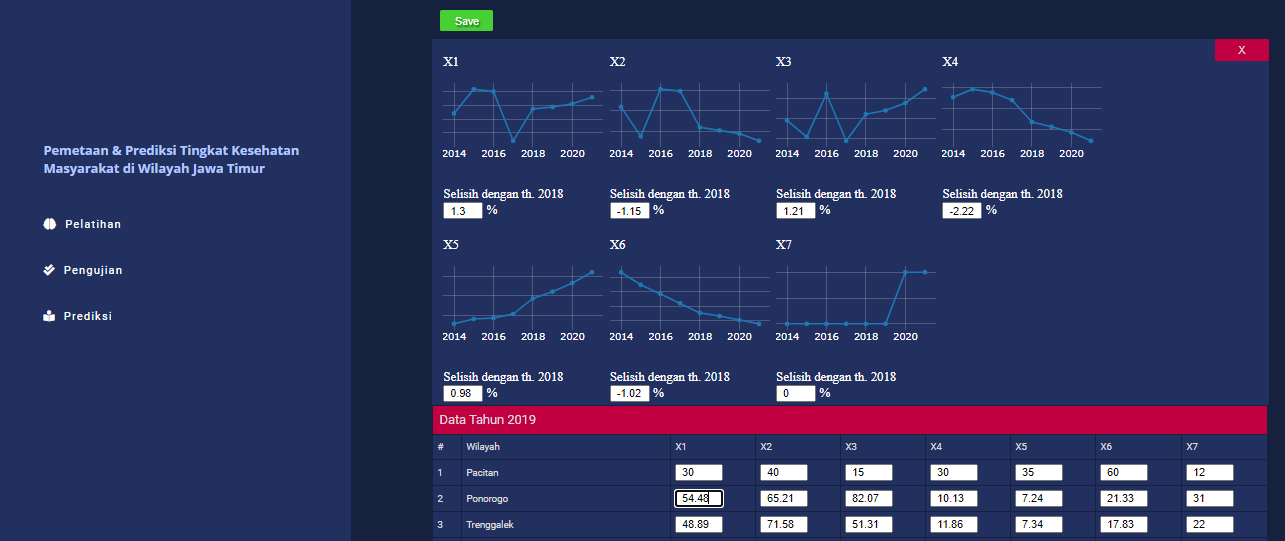 Pemetaan & Prediksi Tingkat Kesehatan
Masyarakat di Wilayah Jawa Timur
Pelatihan
Pengujian
Prediksi
Save
X
X1 X2 X3 X4
2014 2016 2018 2020 2014 2016 2018 2020 2014 2016 2018 2020 2014 2016 2018 2020
Selisih dengan th. 2018 Selisih dengan th. 2018 Selisih dengan th. 2018 Selisih dengan th. 2018
1.3 % -1.15 % 1.21 % -2.22 %
X5 X6 X7
2014 2016 2018 2020 2014 2016 2018 2020 2014 2016 2018 2020
Selisih dengan th. 2018 Selisih dengan th. 2018 Selisih dengan th. 2018
0.98 % -1.02 % 0 %
Data Tahun 2019
# Wilayah X1 X2 X3 X4 X5 X6 X7
1 Pacitan 30 40 15 30 35 60 12
2 Ponorogo 54.48 65.21 82.07 10.13 7.24 21.33 31
3 Trenggalek 48.89 71.58 51.31 11.86 7.34 17.83 22